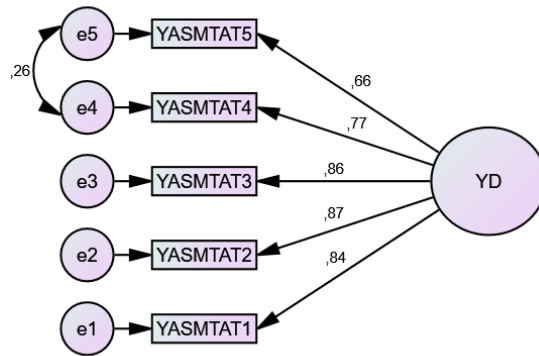 e5 YASMTAT5
,66
,26
e4 YASMTAT4
,77
e3 YASMTAT3
,86
YD
,87
e2 YASMTAT2
,84
e1 YASMTAT1